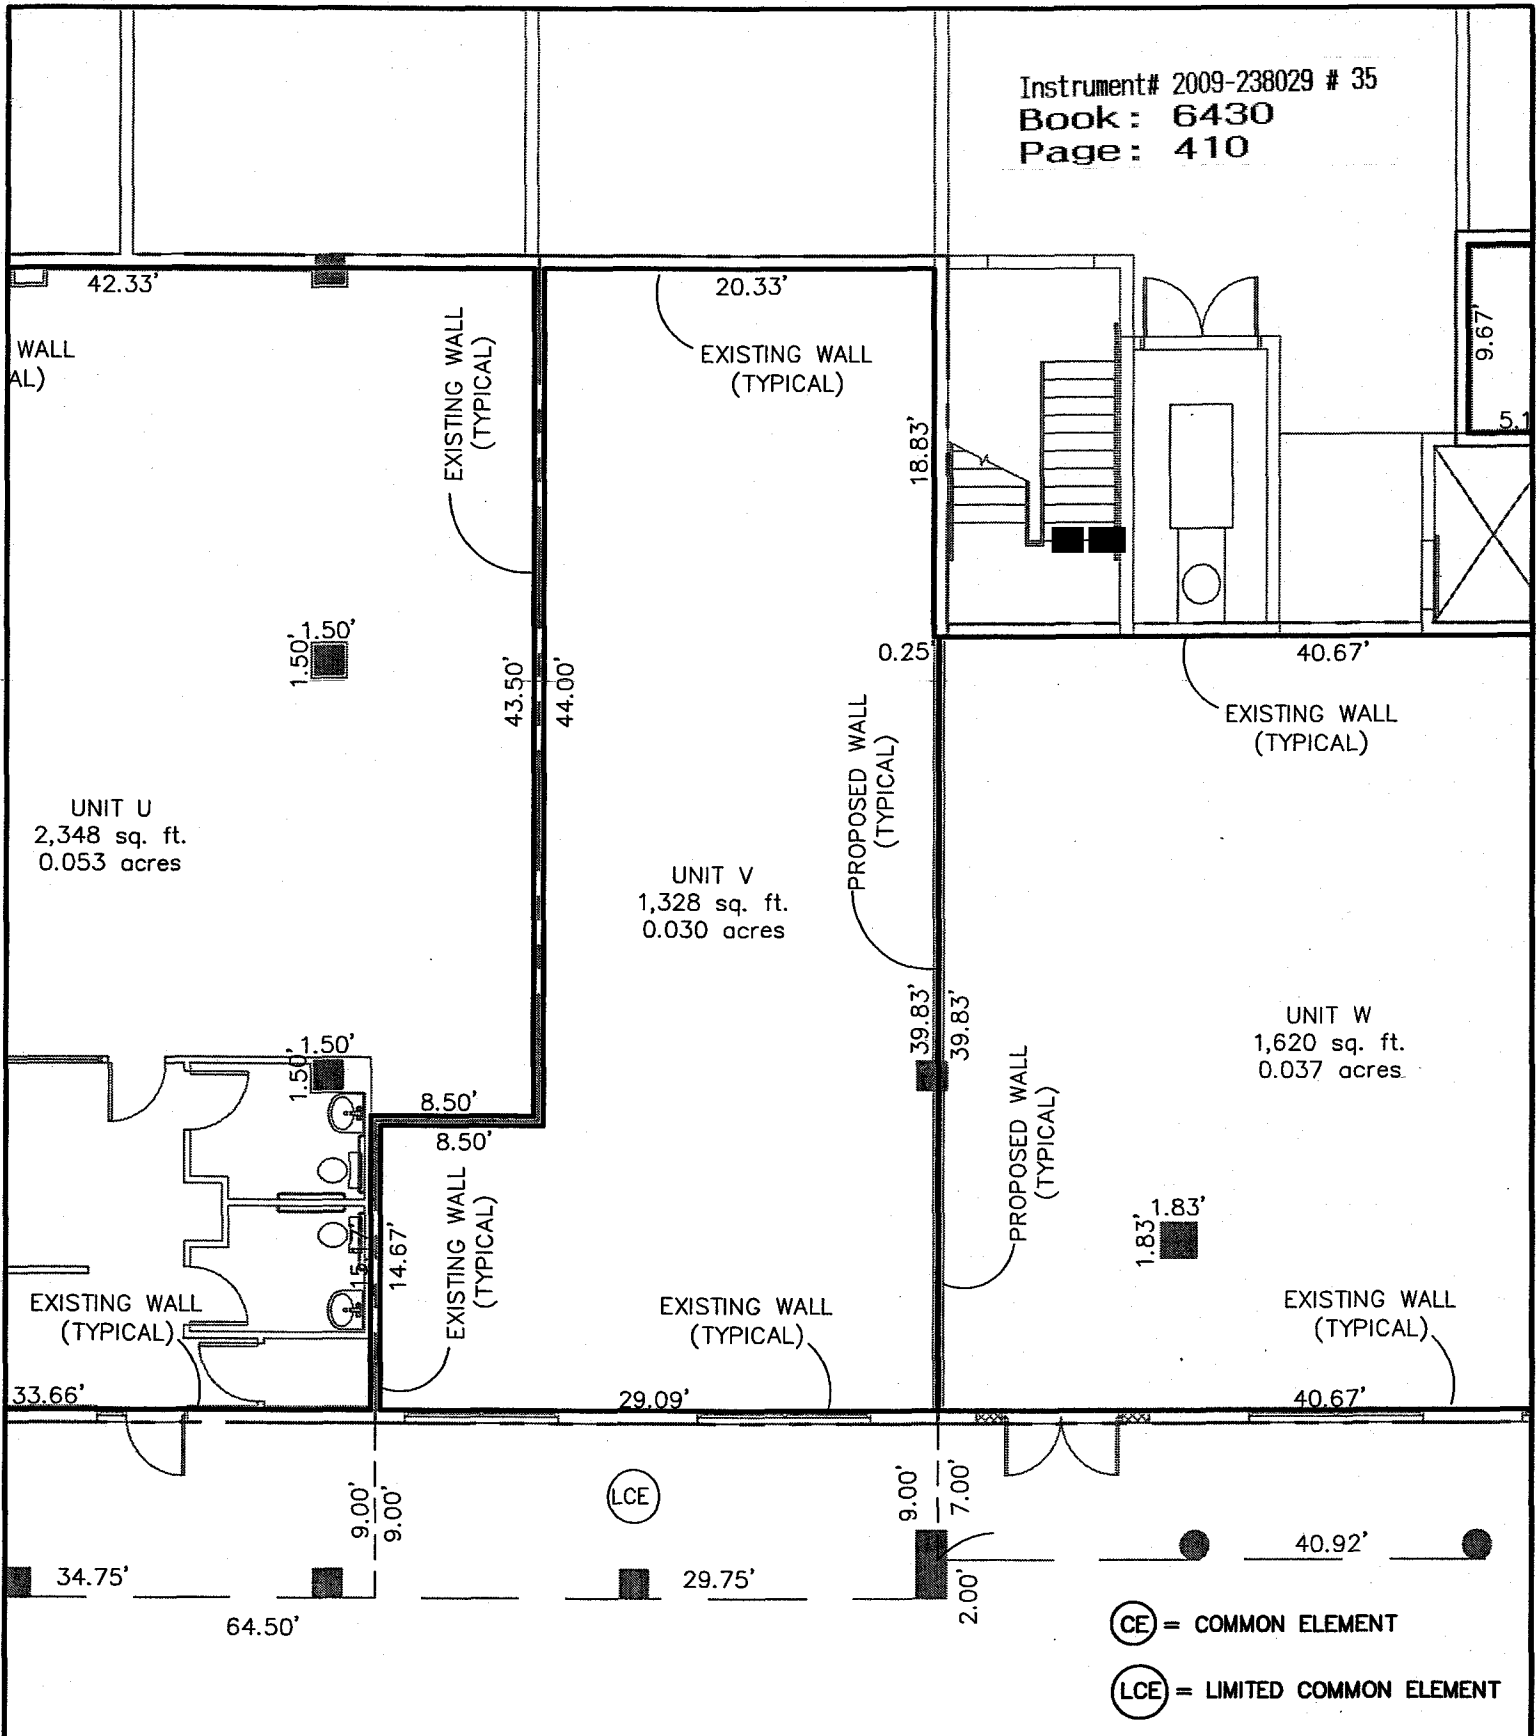 Instrument# 2009-238029 # 35
Book: 6430
Page: 410
42.33'
20.33'
9.67'
WALL
AL)
EXISTING WALL
(TYPICAL)
EXISTING WALL
(TYPICAL)
18.83'
5.1
1.50'
1.50'
43.50'
44.00'
0.25
40.67'
EXISTING WALL
(TYPICAL)
PROPOSED WALL
(TYPICAL)
UNIT U
2,348 sq. ft.
0.053 acres
UNIT V
1,328 sq. ft.
0.030 acres
39.83'
39.83'
UNIT W
1,620 sq. ft.
0.037 acres
1.50'
1.50'
8.50'
8.50'
PROPOSED WALL
(TYPICAL)
1.83'
1.83'
14.67'
EXISTING WALL
(TYPICAL)
EXISTING WALL
(TYPICAL)
EXISTING WALL
(TYPICAL)
EXISTING WALL
(TYPICAL)
33.66'
29.09'
40.67'
9.00'
9.00'
LCE
9.00'
7.00'
34.75'
29.75'
2.00'
40.92'
64.50'
CE = COMMON ELEMENT
LCE = LIMITED COMMON ELEMENT